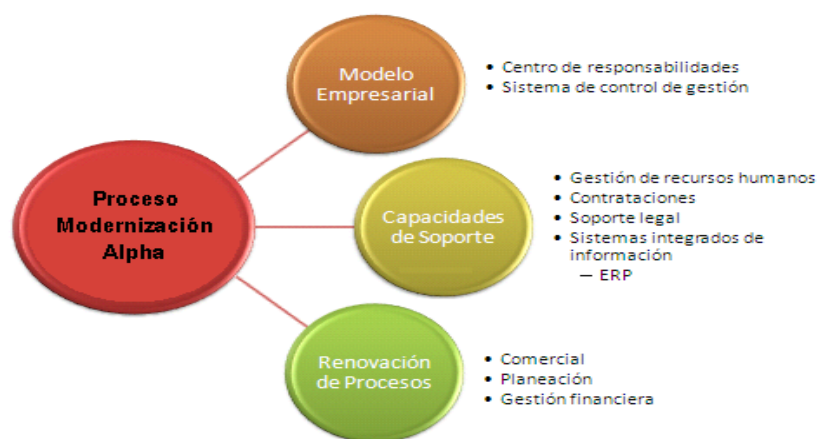 Modelo
Empresarial
• Centro de responsabilidades
• Sistema de control de gestión
Proceso
Modernización
Alpha
Capacidades
de Soporte
• Gestión de recursos humanos
• Contrataciones
• Soporte legal
• Sistemas integrados de
información
— ERP
Renovación
de Procesos
• Comercial
• Planeación
• Gestión financiera